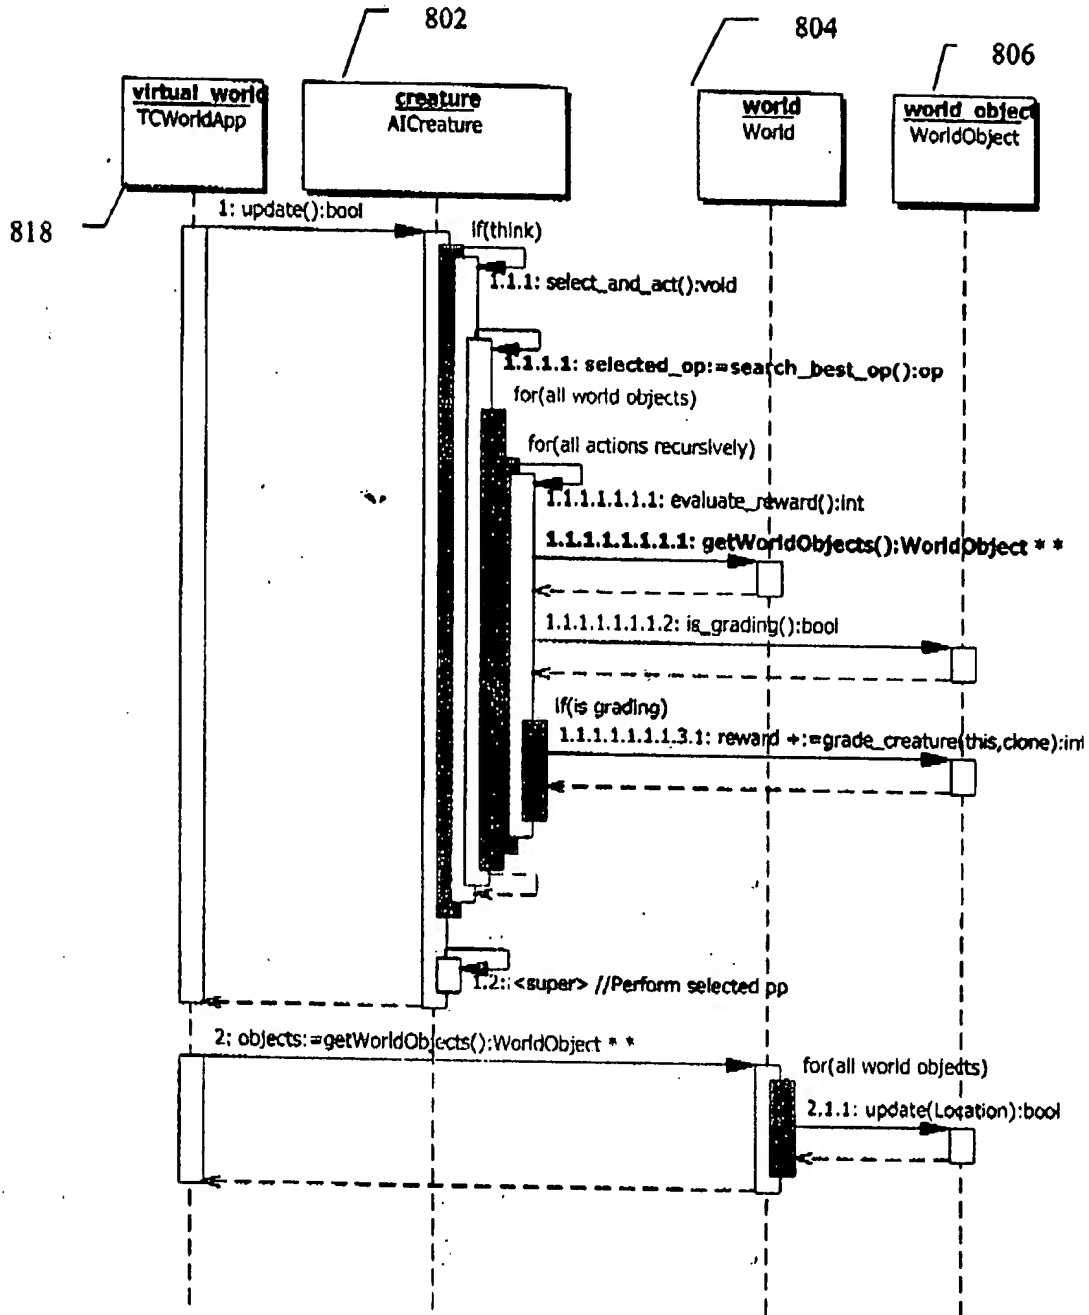 802
804
806
virtual_world
TCWorldApp
creature
AICreature
world
World
world_object
WorldObject
818
1: update():bool
if(think)
1.1.1: select_and_act():void
1.1.1.1: selected_op:=search_best_op():op
for(all world objects)
for(all actions recursively)
1.1.1.1.1.1.1: evaluate_reward():int
1.1.1.1.1.1.1.1: getWorldObjects():WorldObject * *
1.1.1.1.1.1.1.2: is_grading():bool
if(is grading)
1.1.1.1.1.1.1.3.1: reward +:=grade_creature(this,clone):int
1.2: <super> //Perform selected op
2: objects:=getWorldObjects():WorldObject * *
for(all world objects)
2.1.1: update(Location):bool